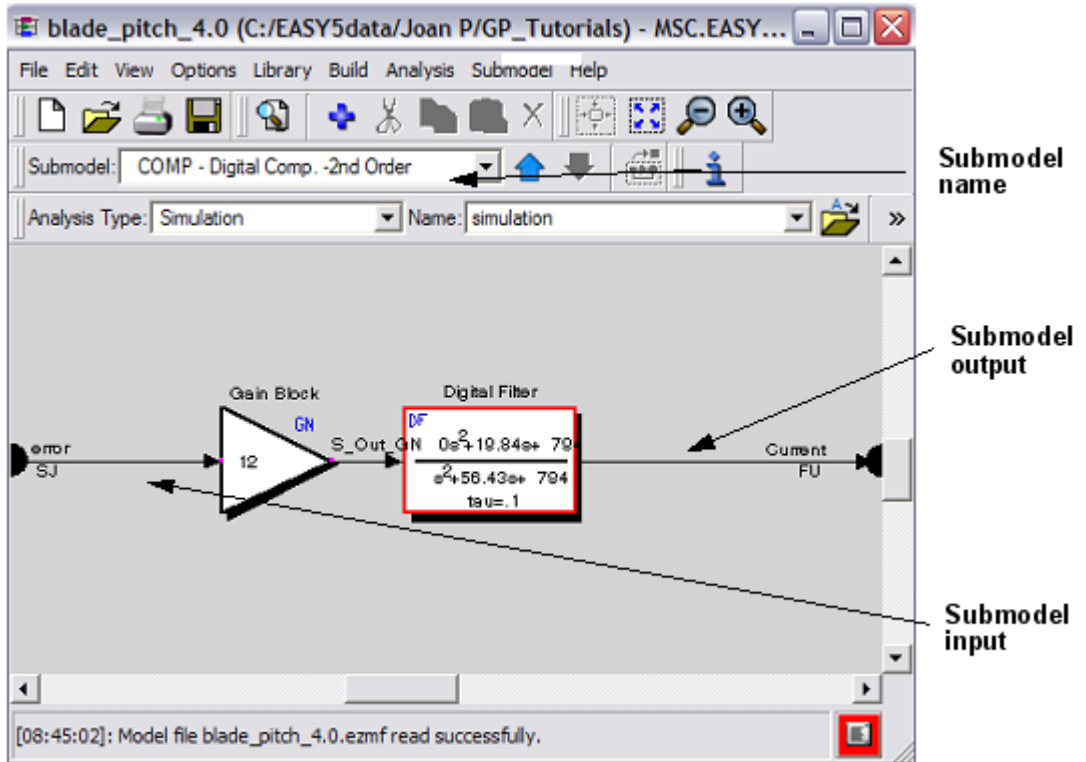 blade_pitch_4.0 (C:/EASY5data/Joan P/GP_Tutorials) - MSC.EASY...
File Edit View Options Library Build Analysis Submodel Help
Submodel: COMP - Digital Comp. -2nd Order
Submodel name
Analysis Type: Simulation Name: simulation
Submodel output
Gain Block Digital Filter
GN DF
error S_Out_GN 0s²+19.84s+ 794 Current
SJ 12 FU
s²+56.43s+ 794
tau=.1
Submodel input
[08:45:02]: Model file blade_pitch_4.0.ezmf read successfully.